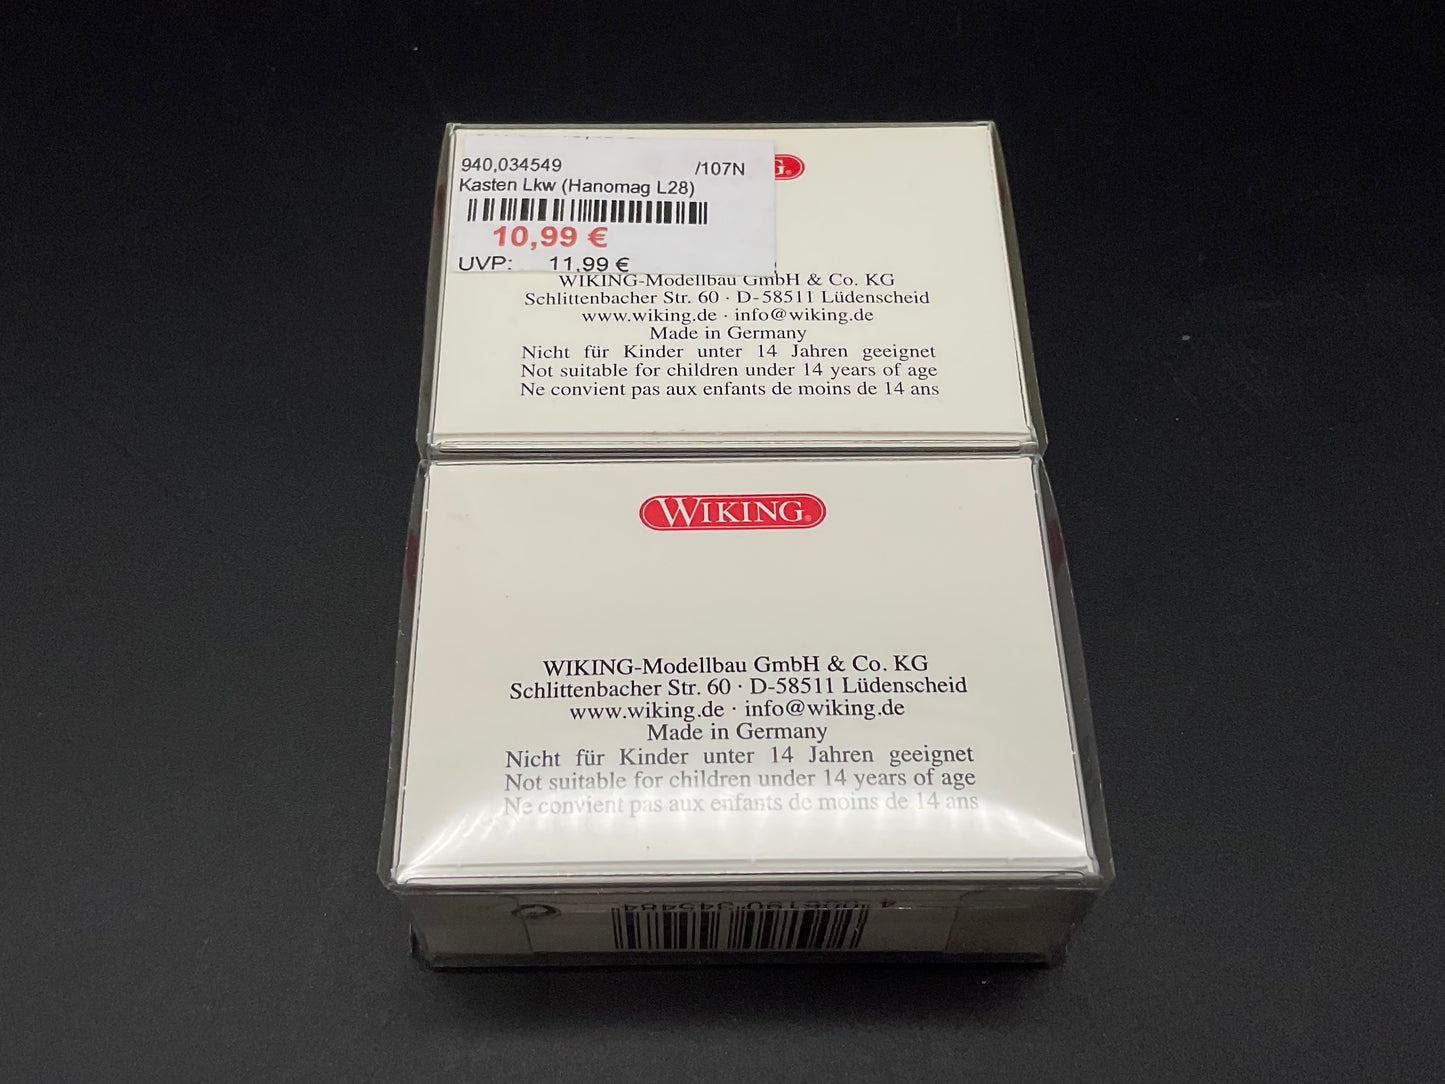 940,034549 /107N
Kasten Lkw (Hanomag L28)
10,99 €
UVP: 11,99 €
G®
WIKING-Modellbau GmbH & Co. KG
Schlittenbacher Str. 60 · D-58511 Lüdenscheid
www.wiking.de · info@wiking.de
Made in Germany
Nicht für Kinder unter 14 Jahren geeignet
Not suitable for children under 14 years of age
Ne convient pas aux enfants de moins de 14 ans
WIKING®
WIKING-Modellbau GmbH & Co. KG
Schlittenbacher Str. 60 · D-58511 Lüdenscheid
www.wiking.de · info@wiking.de
Made in Germany
Nicht für Kinder unter 14 Jahren geeignet
Not suitable for children under 14 years of age
Ne convient pas aux enfants de moins de 14 ans
4 006190 345484